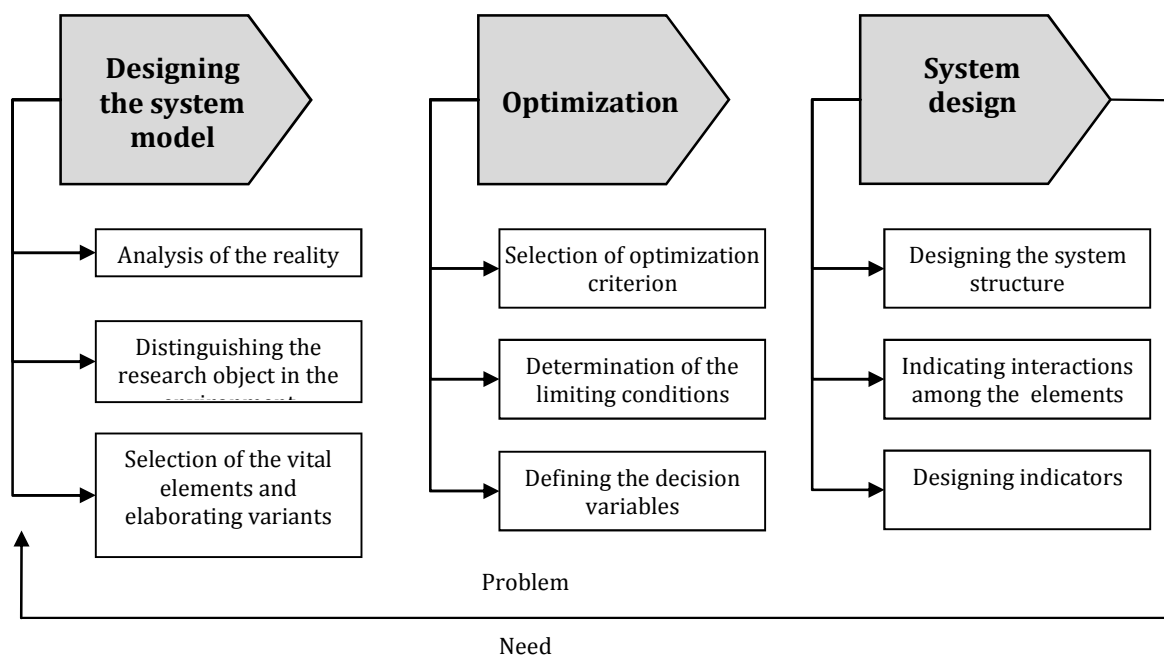 Designing
the system
model
Optimization
System
design
Analysis of the reality
Distinguishing the
research object in the
environment
Selection of the vital
elements and
elaborating variants
Selection of optimization
criterion
Determination of the
limiting conditions
Defining the decision
variables
Designing the system
structure
Indicating interactions
among the elements
Designing indicators
Problem
Need